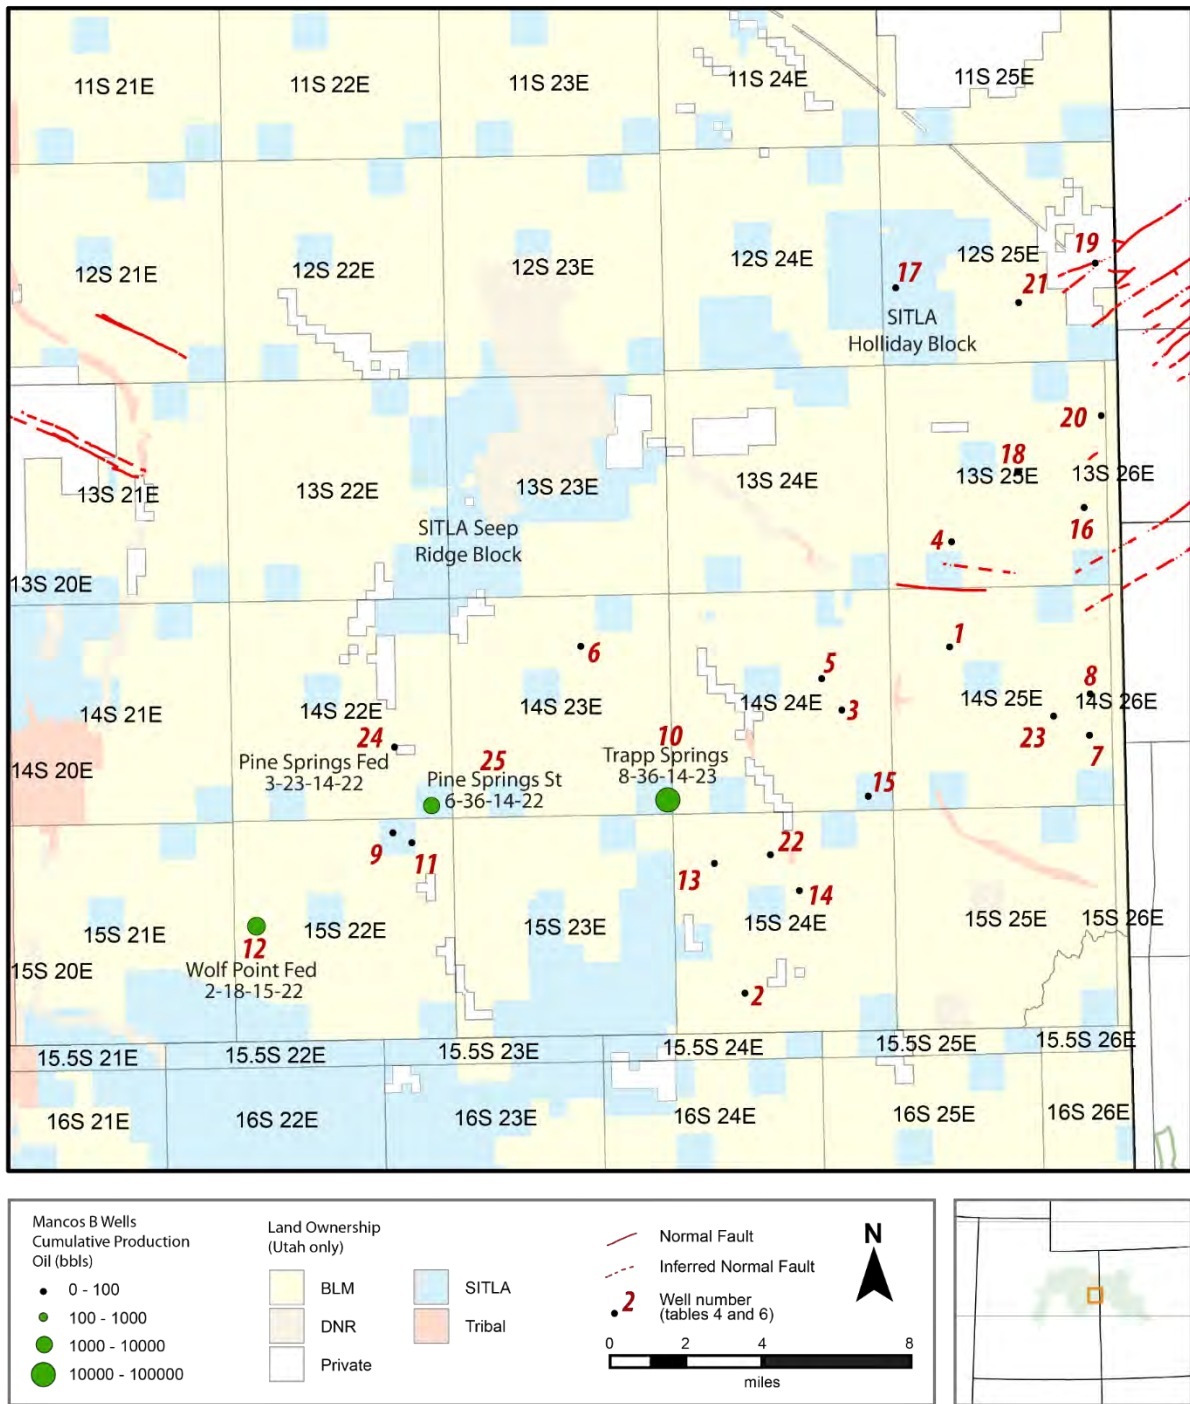 11S 21E
11S 22E
11S 23E
11S 24E
11S 25E
12S 21E
12S 22E
12S 23E
12S 24E
12S 25E
19
17
21
SITLA
Holliday Block
20
18
13S 21E
13S 22E
13S 23E
13S 24E
13S 25E
13S 26E
16
SITLA Seep
Ridge Block
4
13S 20E
1
6
5
8
14S 21E
14S 22E
14S 23E
14S 24E
14S 25E
14S 26E
3
23
7
24
25
10
14S 20E
Pine Springs Fed
3-23-14-22
Pine Springs St
6-36-14-22
Trapp Springs
8-36-14-23
15
9
11
22
13
14
15S 21E
15S 22E
15S 23E
15S 24E
15S 25E
15S 26E
12
15S 20E
Wolf Point Fed
2-18-15-22
2
15.5S 21E
15.5S 22E
15.5S 23E
15.5S 24E
15.5S 25E
15.5S 26E
16S 21E
16S 22E
16S 23E
16S 24E
16S 25E
16S 26E
Mancos B Wells
Cumulative Production
Oil (bbls)
0 - 100
100 - 1000
1000 - 10000
10000 - 100000
Land Ownership
(Utah only)
BLM
DNR
Private
SITLA
Tribal
Normal Fault
Inferred Normal Fault
2
Well number
(tables 4 and 6)
N
0 2 4 8
miles